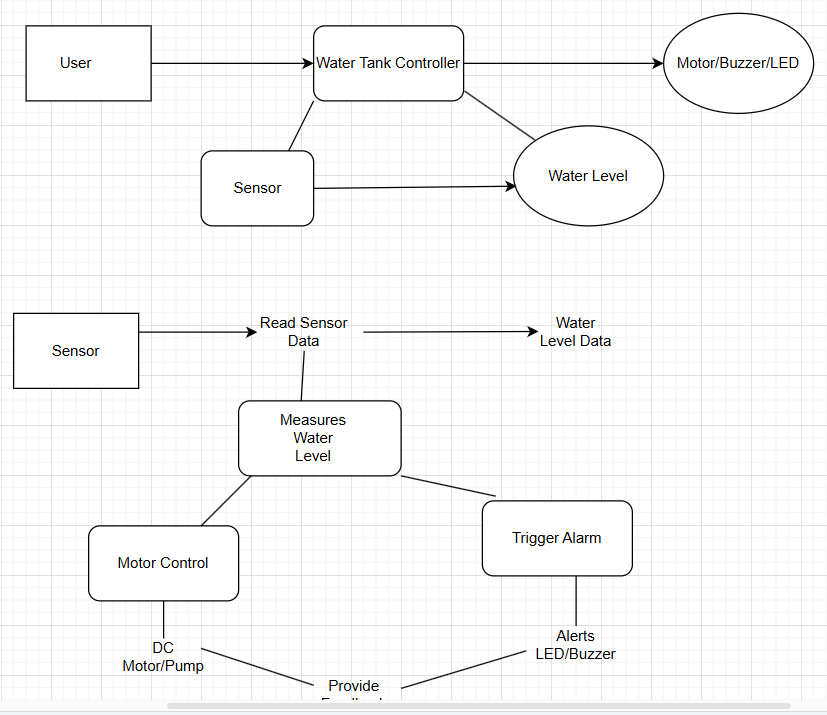 User
Water Tank Controller
Motor/Buzzer/LED
Sensor
Water Level
Sensor
Read Sensor
Data
Water
Level Data
Measures
Water
Level
Motor Control
Trigger Alarm
DC
Motor/Pump
Alerts
LED/Buzzer
Provide